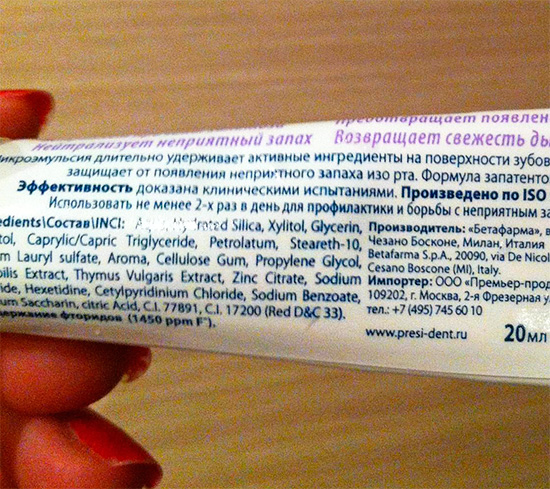 Предотвращает появлен
Нейтрализует неприятный запах Возвращает свежесть ды
икроэмульсия длительно удерживает активные ингредиенты на поверхности зубов
защищает от появления неприятного запаха изо рта. Формула запатенто
Эффективность доказана клиническими испытаниями. Произведено по ISO
Использовать не менее 2-х раз в день для профилактики и борьбы с неприятным за
redients\Состав\INCI: Hydrated Silica, Xylitol, Glycerin,
tol, Caprylic/Capric Triglyceride, Petrolatum, Steareth-10,
m Lauryl sulfate, Aroma, Cellulose Gum, Propylene Glycol,
bilis Extract, Thymus Vulgaris Extract, Zinc Citrate, Sodium
ride, Hexetidine, Cetylpyridinium Chloride, Sodium Benzoate,
um Saccharin, citric Acid, C.I. 77891, C.I. 17200 (Red D&C 33).
держание фторидов (1450 ppm F⁻).
Производитель: «Бетафарма», в
Чезано Босконе, Милан, Италия
Betafarma S.p.A., 20090, via De Nicol
Cesano Boscone (MI), Italy.
Импортер: ООО «Премьер-прод
109202, г. Москва, 2-я Фрезерная у
тел.: +7 (495) 745 60 10
www.presi-dent.ru 20мл